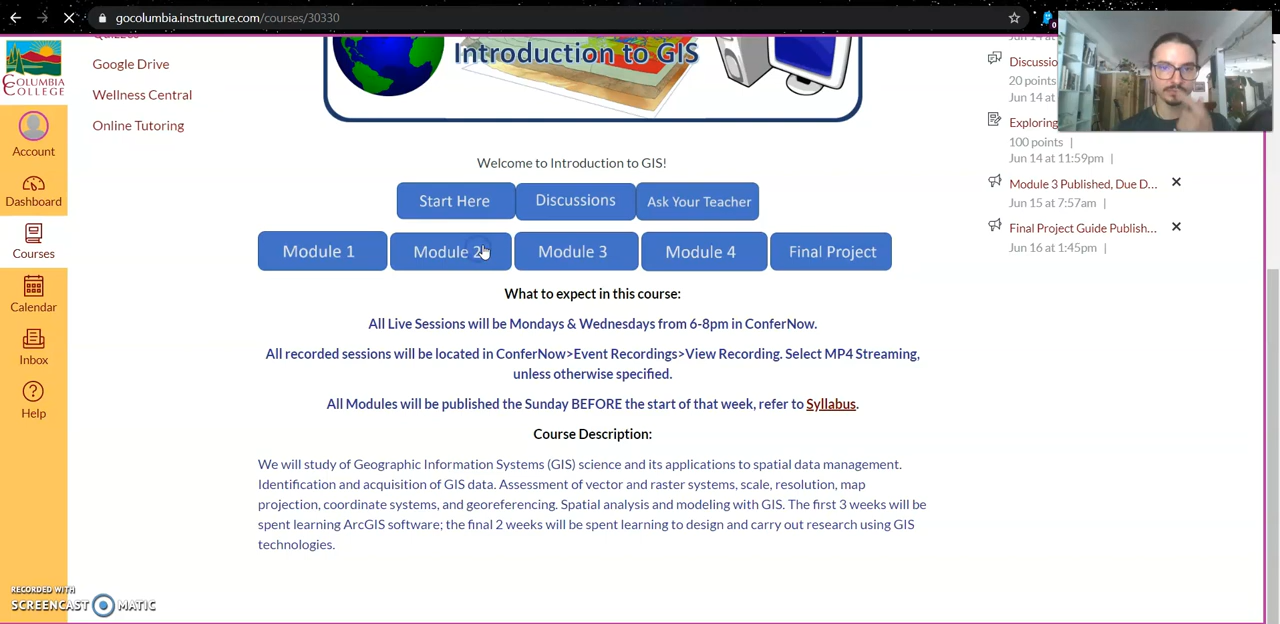 gocolumbia.instructure.com/courses/30330
COLUMBIA
COLLEGE
Account
Dashboard
Courses
Calendar
Inbox
Help
Quizzes
Google Drive
Wellness Central
Online Tutoring
Introduction to GIS
Welcome to Introduction to GIS!
Start Here
Discussions
Ask Your Teacher
Module 1
Module 2
Module 3
Module 4
Final Project
What to expect in this course:
All Live Sessions will be Mondays & Wednesdays from 6-8pm in ConferNow.
All recorded sessions will be located in ConferNow>Event Recordings>View Recording. Select MP4 Streaming,
unless otherwise specified.
All Modules will be published the Sunday BEFORE the start of that week, refer to Syllabus.
Course Description:
We will study of Geographic Information Systems (GIS) science and its applications to spatial data management.
Identification and acquisition of GIS data. Assessment of vector and raster systems, scale, resolution, map
projection, coordinate systems, and georeferencing. Spatial analysis and modeling with GIS. The first 3 weeks will be
spent learning ArcGIS software; the final 2 weeks will be spent learning to design and carry out research using GIS
technologies.
Discussio
20 points
Jun 14 at
Exploring
100 points |
Jun 14 at 11:59pm |
Module 3 Published, Due D...
Jun 15 at 7:57am |
Final Project Guide Publish...
Jun 16 at 1:45pm |
0
RECORDED WITH
SCREENCAST MATIC